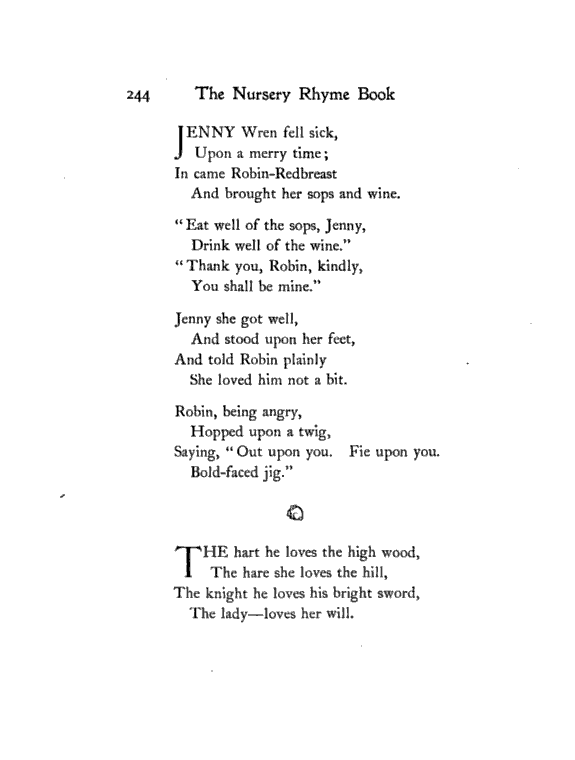 244 The Nursery Rhyme Book
JENNY Wren fell sick,
Upon a merry time;
In came Robin-Redbreast
And brought her sops and wine.
"Eat well of the sops, Jenny,
Drink well of the wine."
"Thank you, Robin, kindly,
You shall be mine."
Jenny she got well,
And stood upon her feet,
And told Robin plainly
She loved him not a bit.
Robin, being angry,
Hopped upon a twig,
Saying, "Out upon you. Fie upon you.
Bold-faced jig."
THE hart he loves the high wood,
The hare she loves the hill,
The knight he loves his bright sword,
The lady—loves her will.